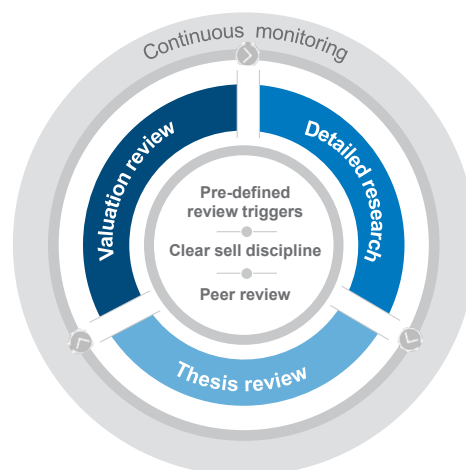 Continuous monitoring
Valuation review
Detailed research
Pre-defined
review triggers
Clear sell discipline
Peer review
Thesis review